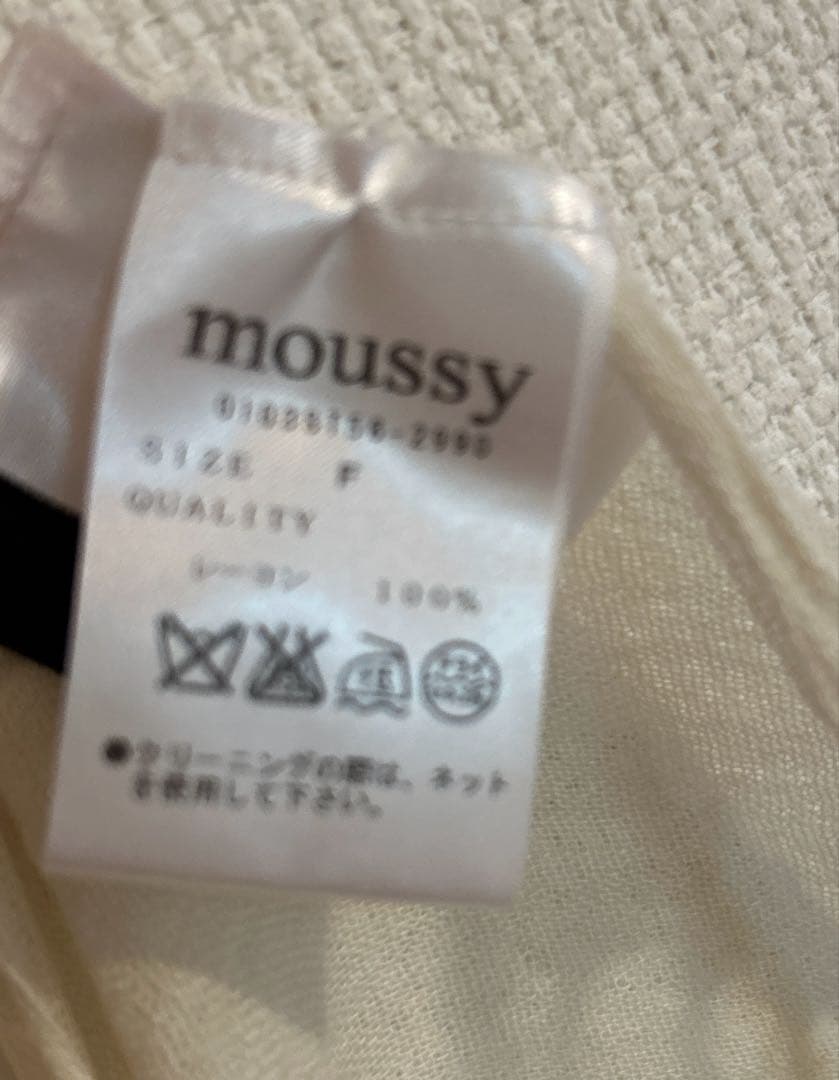 moussy
SIZE F
QUALITY
レーヨン 100%
●クリーニングの際は、ネット
を使用して下さい。